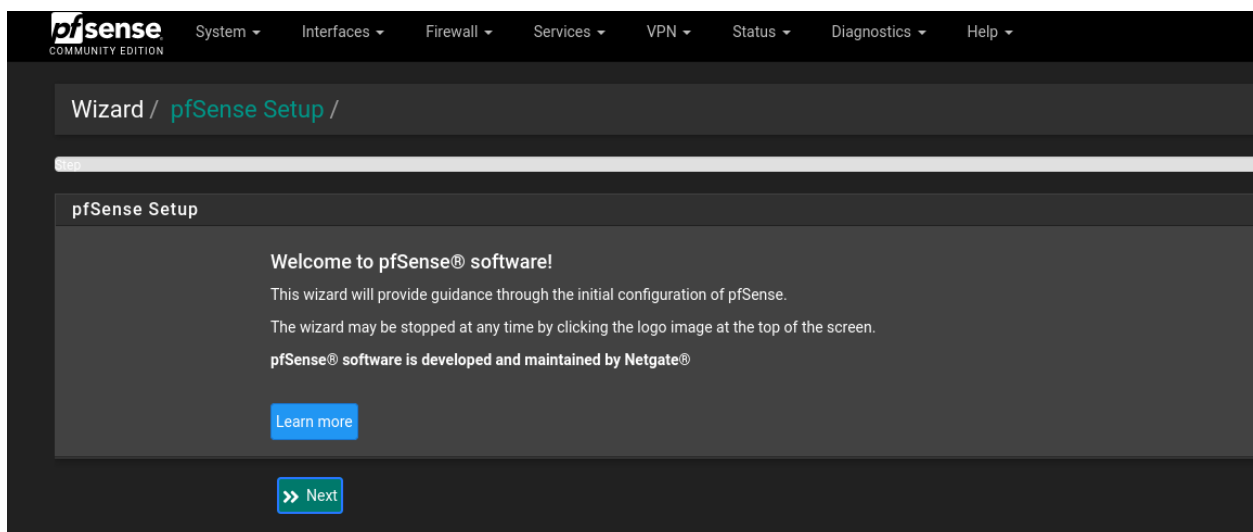 pfsense
COMMUNITY EDITION
System Interfaces Firewall Services VPN Status Diagnostics Help
Wizard / pfSense Setup /
Step
pfSense Setup
Welcome to pfSense® software!
This wizard will provide guidance through the initial configuration of pfSense.
The wizard may be stopped at any time by clicking the logo image at the top of the screen.
pfSense® software is developed and maintained by Netgate®
Learn more
Next